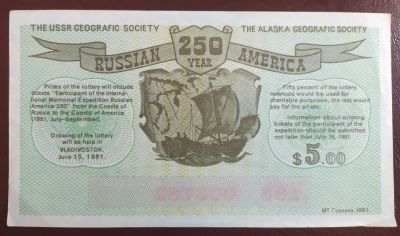 THE USSR GEOGRAFIC SOCIETY
THE ALASKA GEOGRAFIC SOCIETY
RUSSIAN 250 AMERICA
YEAR
Prizes of the lottery will include
tickets "Participant of the Interna-
tional Memorial Expedition Russian
America 250" from the Coasts of
Russia to the Coasts of America
(1991, July–September).
Drawing of the lottery
will be held in
VLADIVOSTOK.
June 15, 1991.
Fifty percent of the lottery
revenues would be used for
charitable purposes, the rest would
pay for the prizes.
Information about winning
tickets of the participant of the
expedition should be submitted
not later than July 15, 1991.
$5.00
МТ Гознака. 1991.